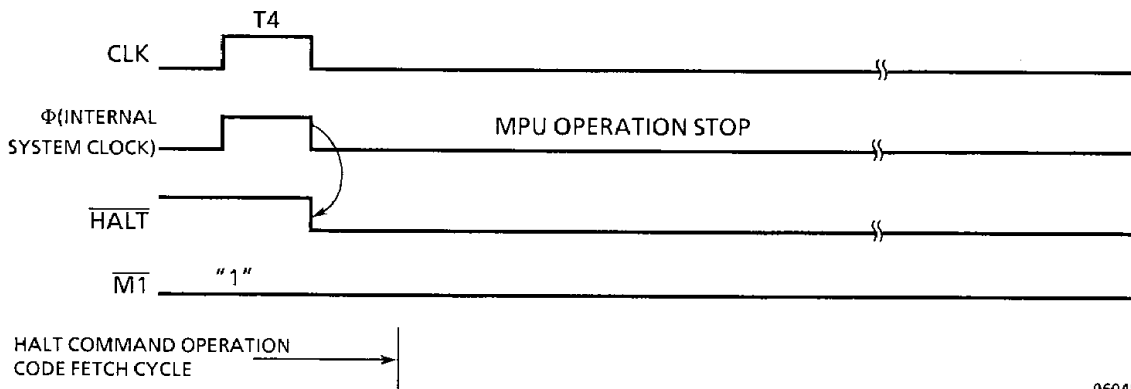 T4
CLK
Φ(INTERNAL
SYSTEM CLOCK)
MPU OPERATION STOP
HALT
M1
"1"
HALT COMMAND OPERATION
CODE FETCH CYCLE